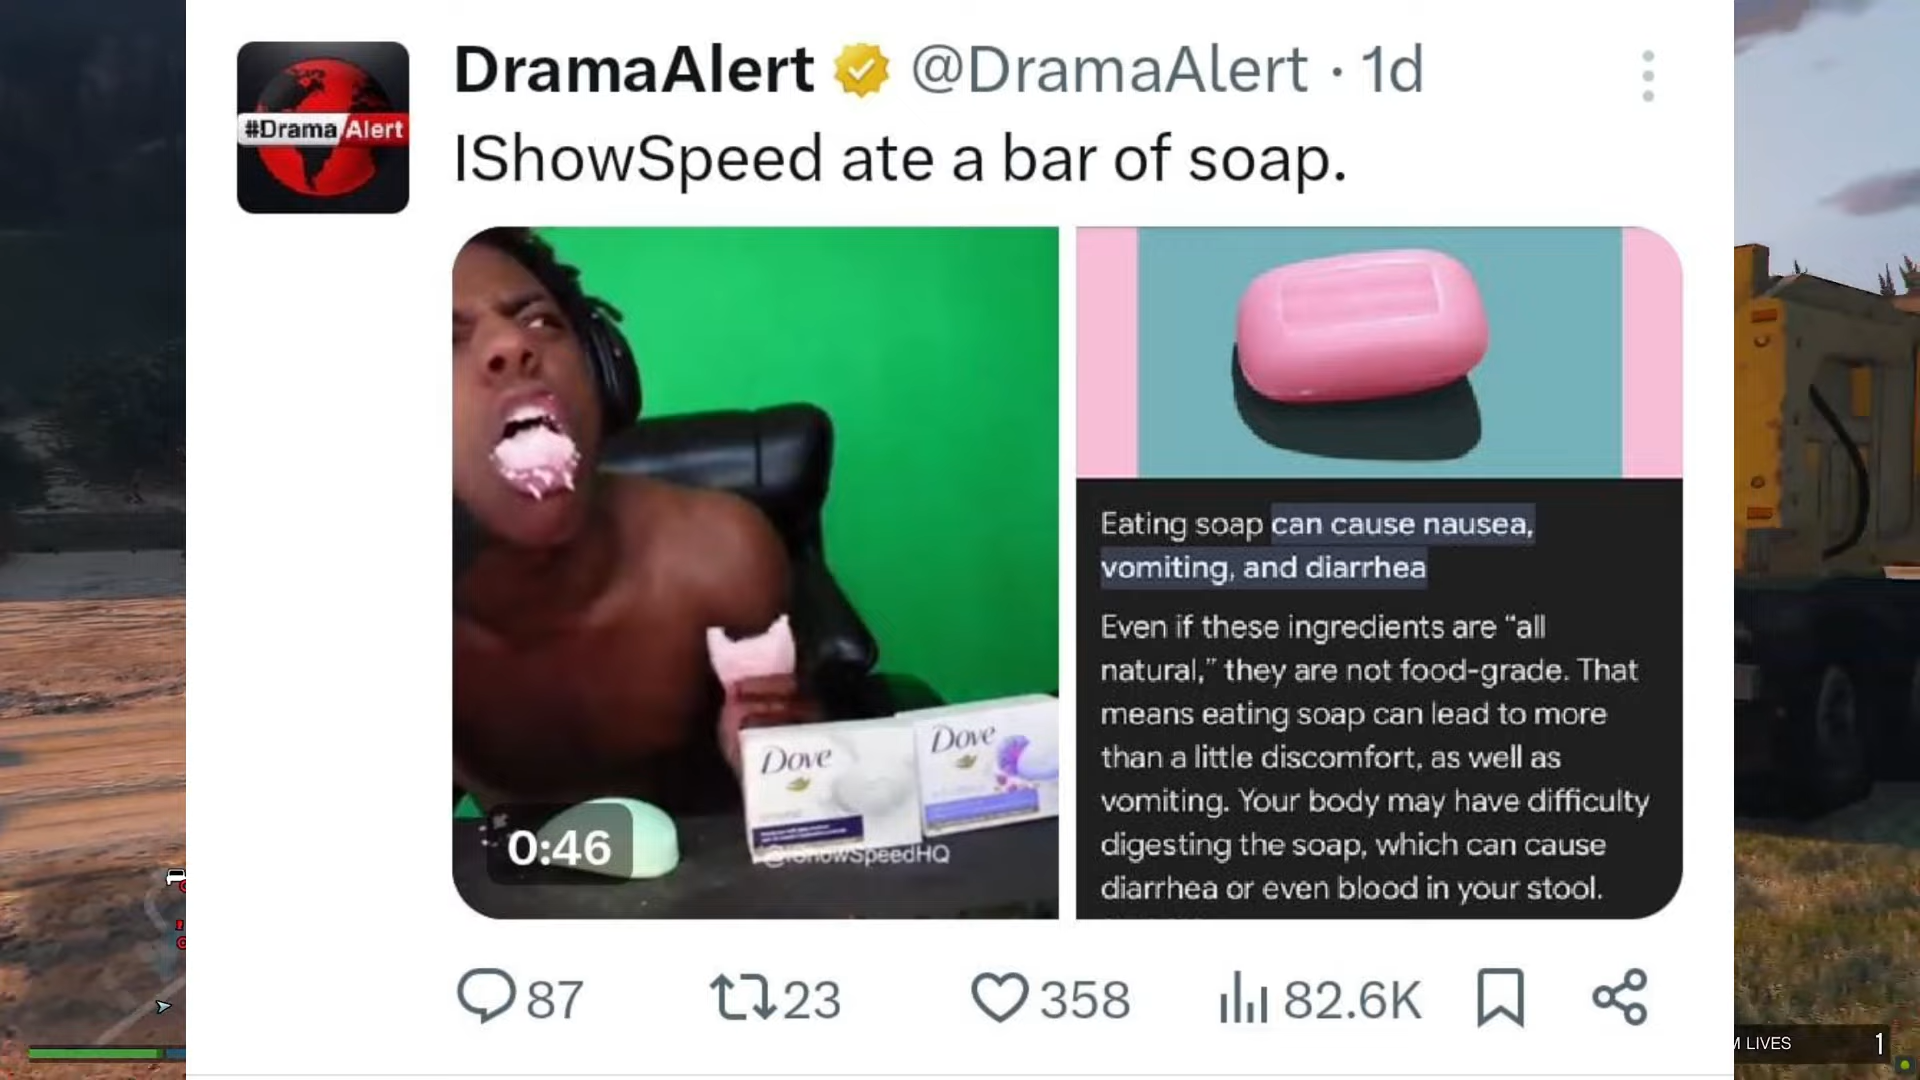 DramaAlert @DramaAlert · 1d
#Drama Alert
IShowSpeed ate a bar of soap.
Dove
Dove
0:46
@IShowSpeedHQ
Eating soap can cause nausea,
vomiting, and diarrhea
Even if these ingredients are “all
natural,” they are not food-grade. That
means eating soap can lead to more
than a little discomfort, as well as
vomiting. Your body may have difficulty
digesting the soap, which can cause
diarrhea or even blood in your stool.
87 23 358 82.6K
LIVES 1